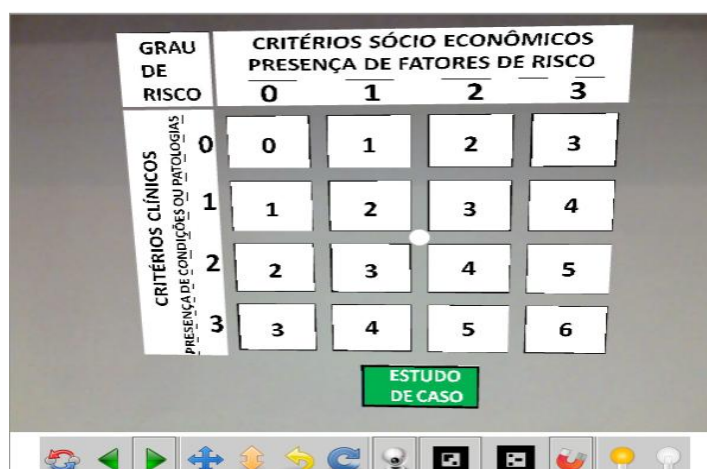 GRAU
DE
RISCO
CRITÉRIOS SÓCIO ECONÔMICOS
PRESENÇA DE FATORES DE RISCO
0 1 2 3
CRITÉRIOS CLÍNICOS
PRESENÇA DE CONDIÇÕES OU PATOLOGIAS
0 0 1 2 3
1 1 2 3 4
2 2 3 4 5
3 3 4 5 6
ESTUDO
DE CASO